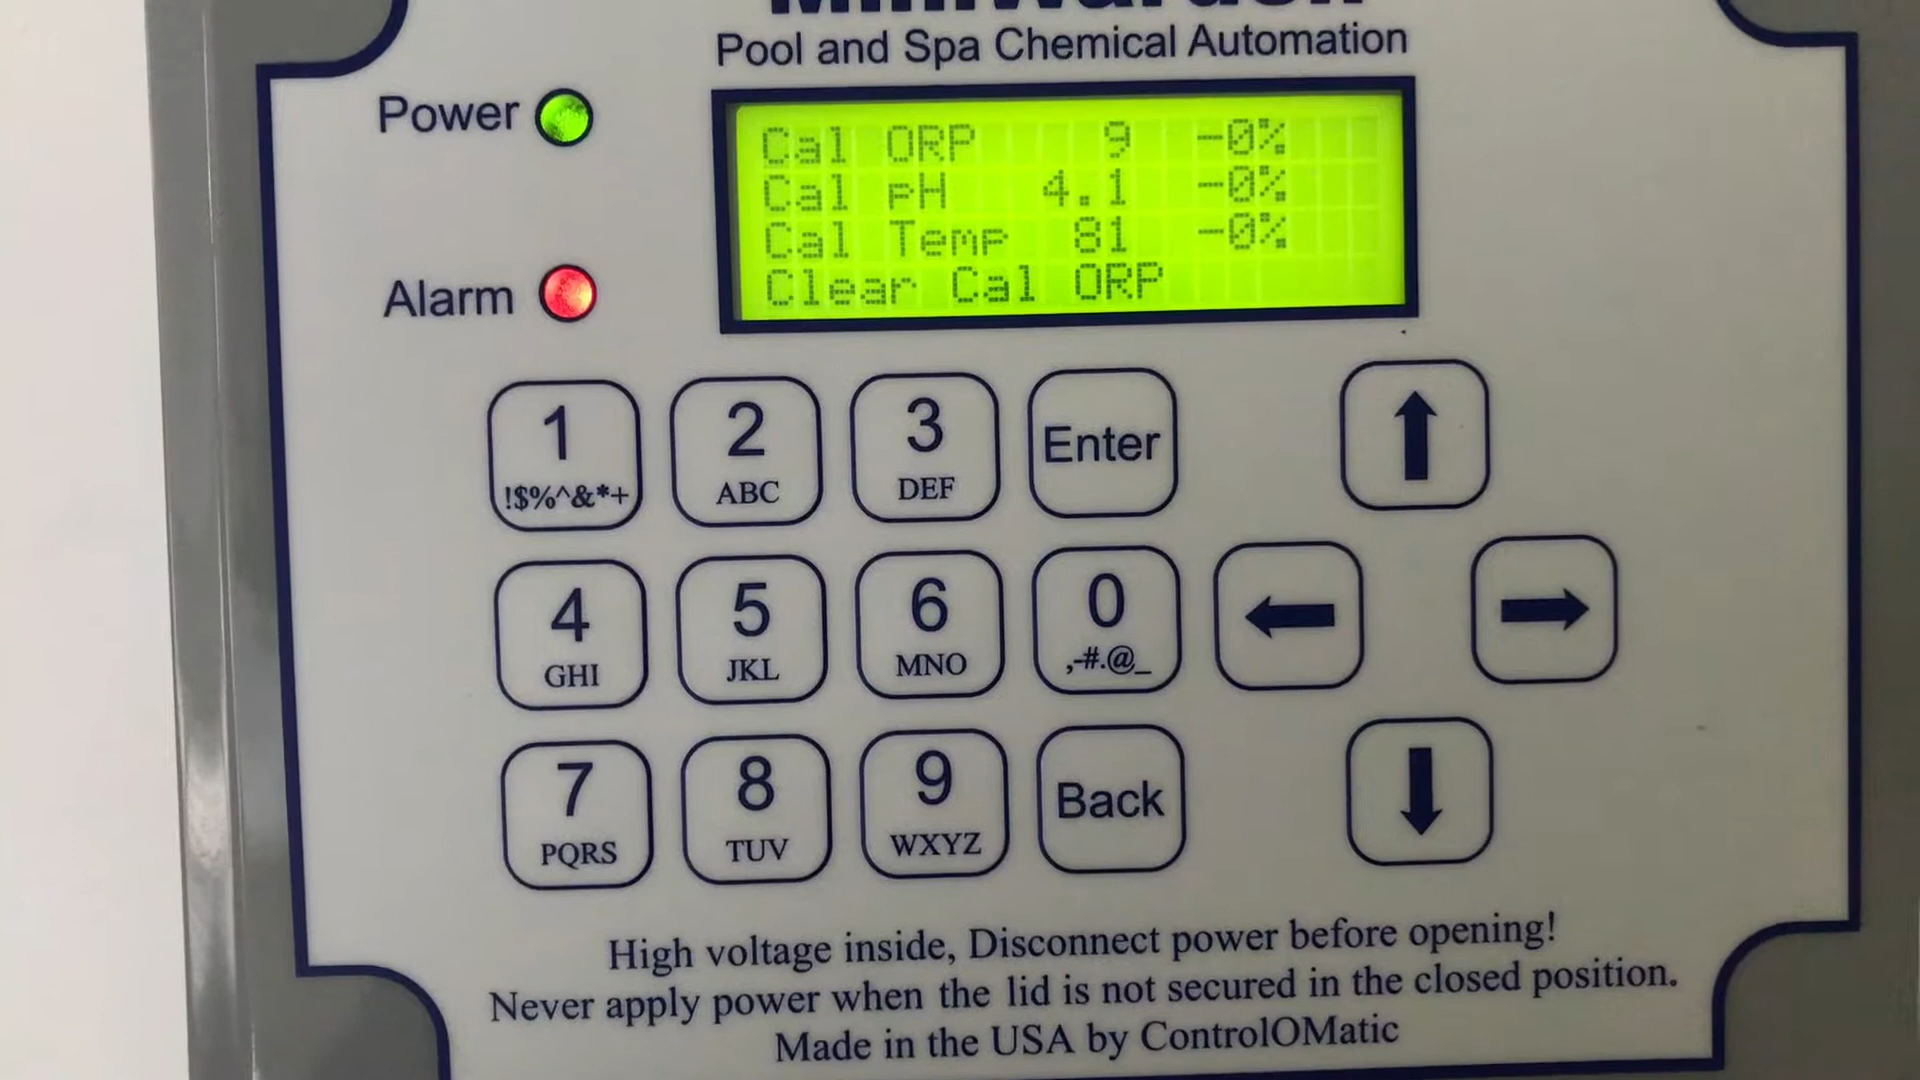 Pool and Spa Chemical Automation
Power
Cal ORP 9 -0%
Cal pH 4.1 -0%
Cal Temp 81 -0%
Clear Cal ORP
Alarm
1 2 3 Enter
!$%^&*+ ABC DEF
4 5 6 0
GHI JKL MNO ,-#.@_
7 8 9 Back
PQRS TUV WXYZ
High voltage inside, Disconnect power before opening!
Never apply power when the lid is not secured in the closed position.
Made in the USA by ControlOMatic